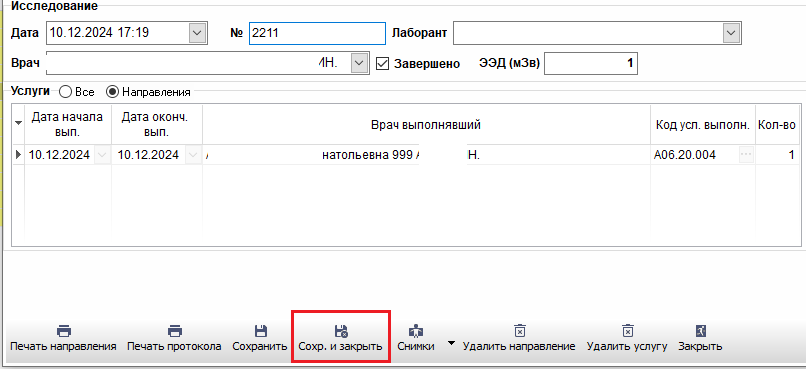 Исследование
Дата 10.12.2024 17:19 № 2211 Лаборант
Врач ИН. Завершено ЭЭД (мЗв) 1
Услуги Все Направления
Дата начала вып. Дата оконч. вып. Врач выполнявший Код усл. выполн. Кол-во
10.12.2024 10.12.2024 натольевна 999 Н. A06.20.004 ... 1
Печать направления Печать протокола Сохранить Сохр. и закрыть Снимки Удалить направление Удалить услугу Закрыть